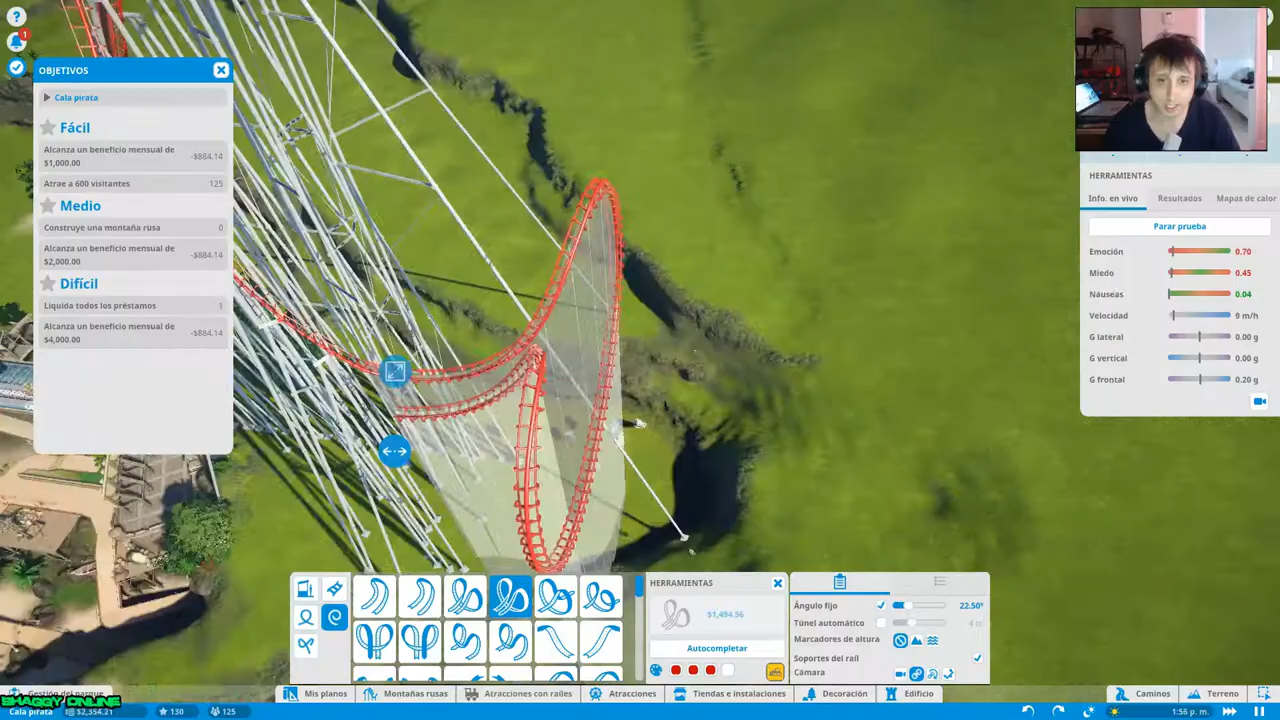 ?
1
OBJETIVOS
Cala pirata
Fácil
Alcanza un beneficio mensual de
$1,000.00
-$884.14
Atrae a 600 visitantes
125
Medio
Construye una montaña rusa
0
Alcanza un beneficio mensual de
$2,000.00
-$884.14
Difícil
Liquida todos los préstamos
1
Alcanza un beneficio mensual de
$4,000.00
-$884.14
HERRAMIENTAS
Info. en vivo
Resultados
Mapas de calor
Parar prueba
Emoción
0.70
Miedo
0.45
Náuseas
0.04
Velocidad
9 m/h
G lateral
0.00 g
G vertical
0.00 g
G frontal
0.20 g
HERRAMIENTAS
$1,494.56
Autocompletar
Ángulo fijo
22.50°
Túnel automático
Marcadores de altura
Soportes del raíl
Cámara
Gestión del parque
Mis planos
Montañas rusas
Atracciones con raíles
Atracciones
Tiendas e instalaciones
Decoración
Edificio
Caminos
Terreno
SHAGGY ONLINE
Cala pirata
$2,354.21
130
125
1:56 p. m.